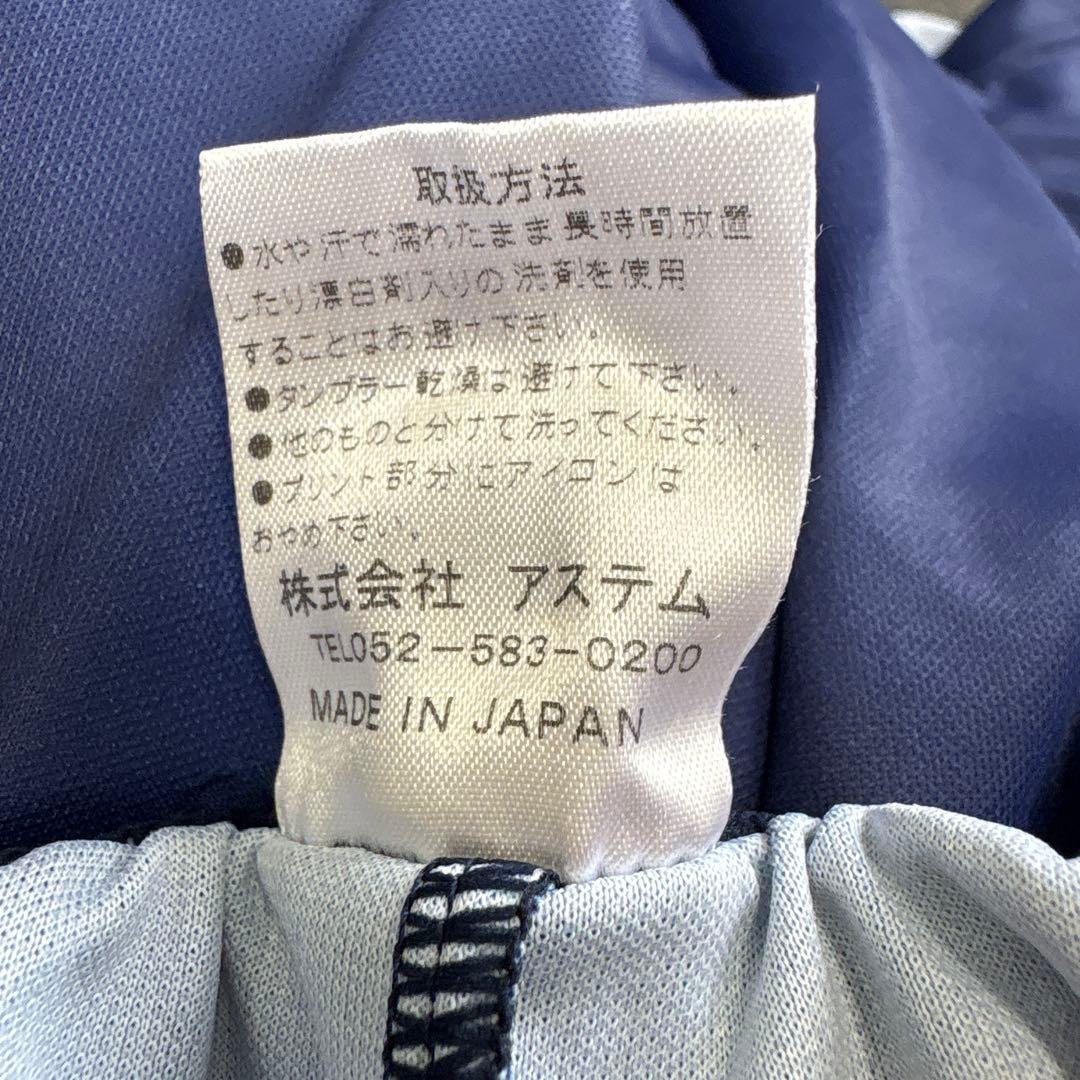 取扱方法
●水や汗で濡れたまま長時間放置
したり漂白剤入りの洗剤を使用
することはお避け下さい。
●タンブラー乾燥は避けて下さい。
●他のものと分けて洗ってください。
●プリント部分にアイロンは
おやめ下さい。
株式会社 アステム
TEL052-583-0200
MADE IN JAPAN